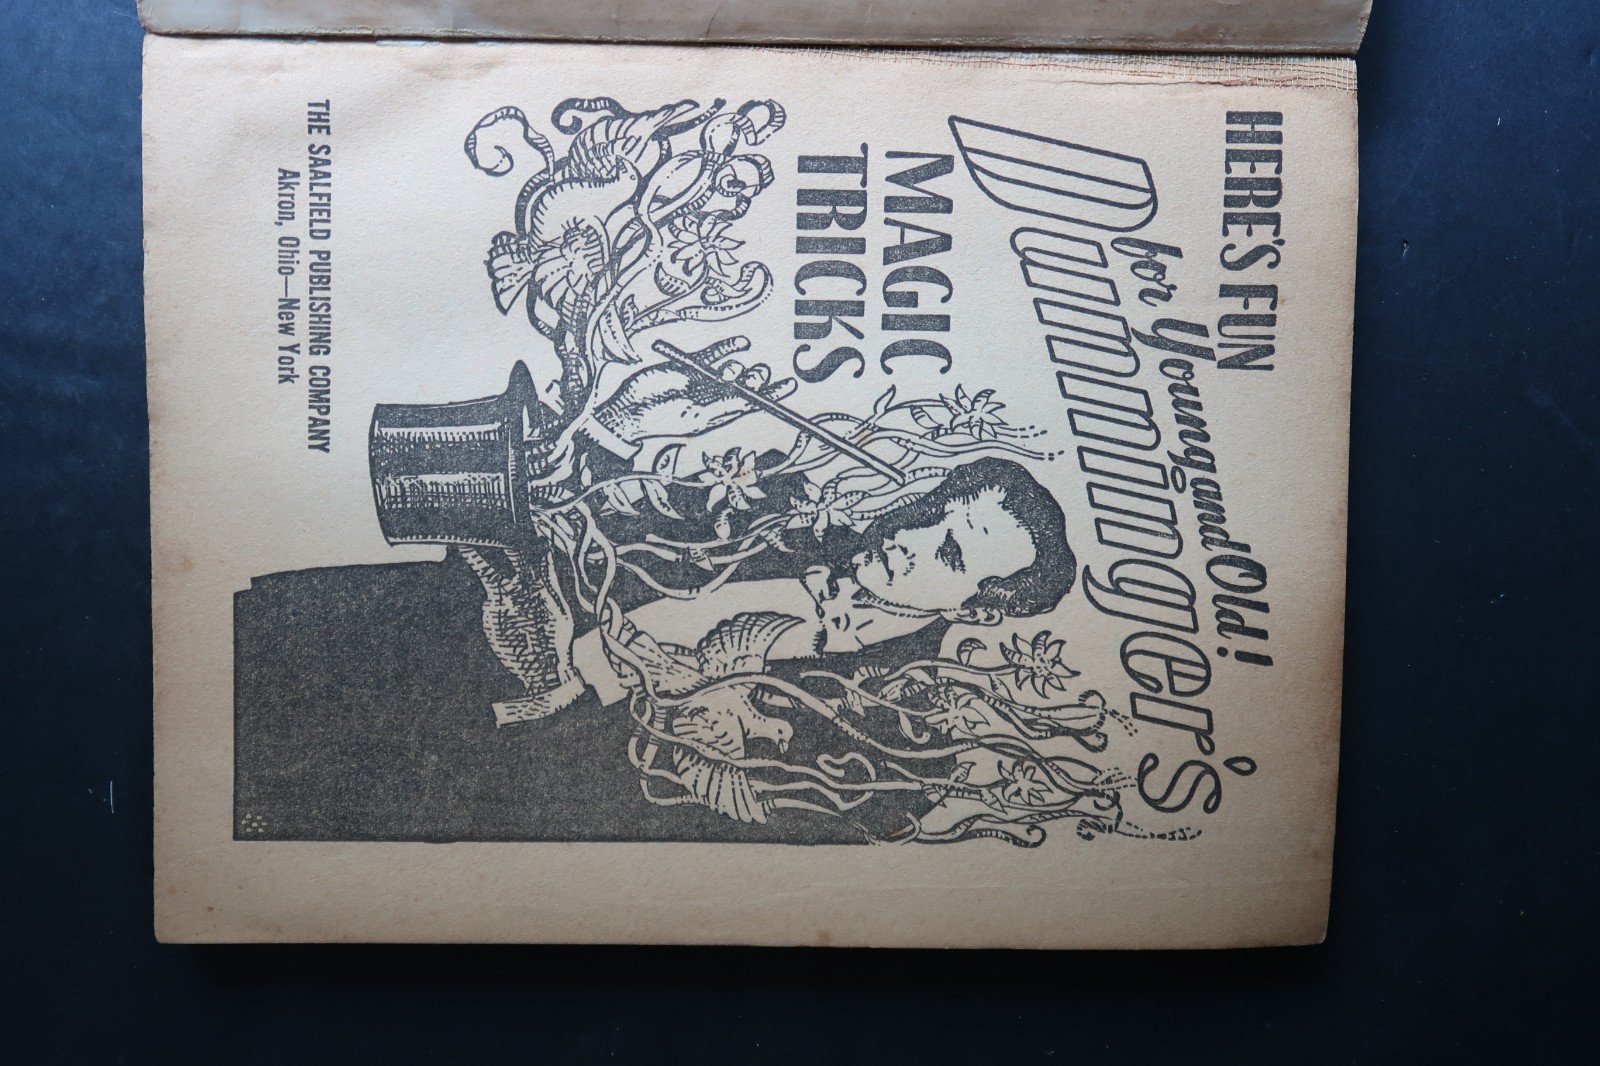 HERE'S FUN
for Young and Old!
Dunninger's
MAGIC
TRICKS
THE SAALFIELD PUBLISHING COMPANY
Akron, Ohio—New York